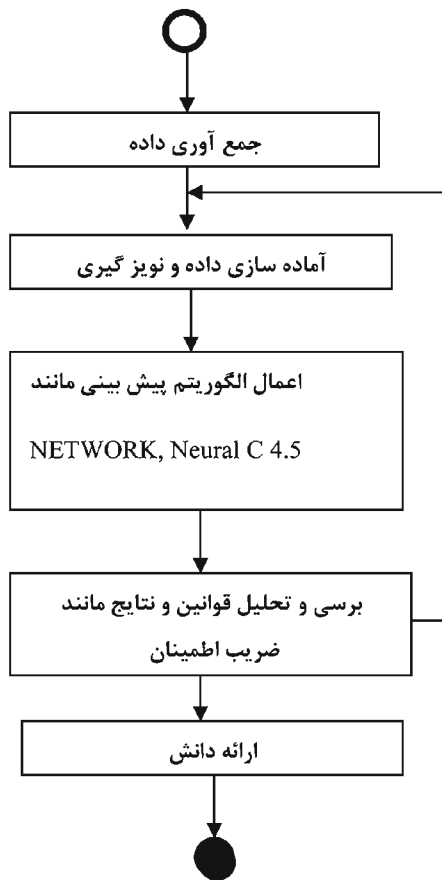 جمع آوری داده
آماده سازی داده و نویز گیری
اعمال الگوریتم پیش بینی مانند
NETWORK, Neural C 4.5
برسی و تحلیل قوانین و نتایج مانند
ضریب اطمینان
ارائه دانش